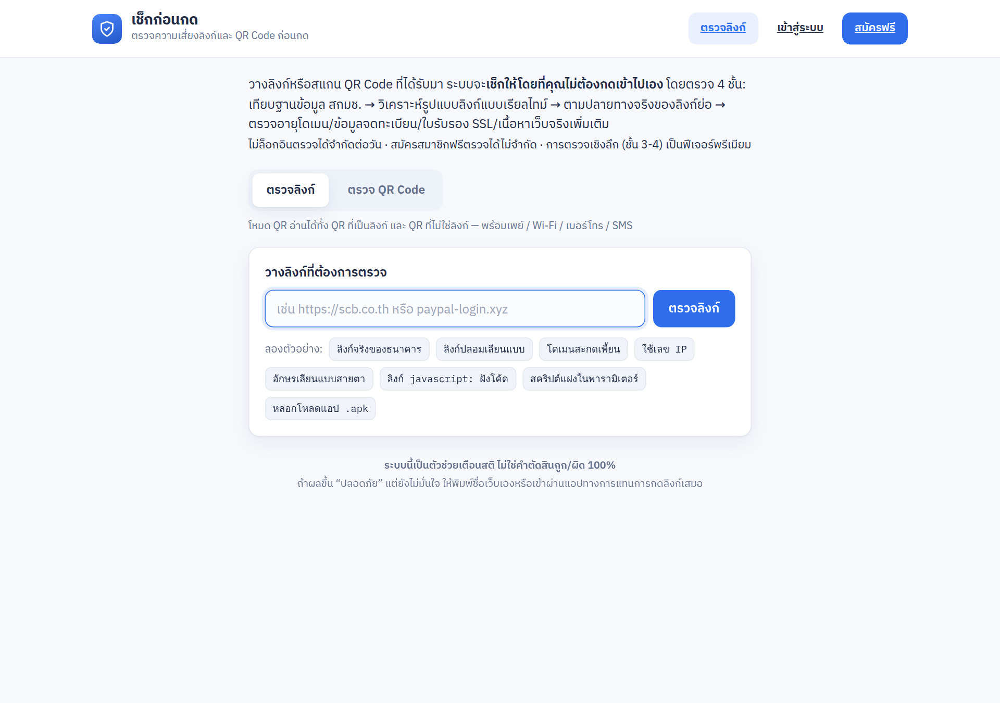 เช็กก่อนกด
ตรวจความเสี่ยงลิงก์และ QR Code ก่อนกด
ตรวจลิงก์
เข้าสู่ระบบ
สมัครฟรี
วางลิงก์หรือสแกน QR Code ที่ได้รับมา ระบบจะเช็กให้โดยที่คุณไม่ต้องกดเข้าไปเอง โดยตรวจ 4 ชั้น:
เทียบฐานข้อมูล สกมช. → วิเคราะห์รูปแบบลิงก์แบบเรียลไทม์ → ตามปลายทางจริงของลิงก์ย่อ →
ตรวจอายุโดเมน/ข้อมูลจดทะเบียน/ใบรับรอง SSL/เนื้อหาเว็บจริงเพิ่มเติม
ไม่ล็อกอินตรวจได้จำกัดต่อวัน · สมัครสมาชิกฟรีตรวจได้ไม่จำกัด · การตรวจเชิงลึก (ชั้น 3-4) เป็นฟีเจอร์พรีเมียม
ตรวจลิงก์
ตรวจ QR Code
โหมด QR อ่านได้ทั้ง QR ที่เป็นลิงก์ และ QR ที่ไม่ใช่ลิงก์ — พร้อมเพย์ / Wi-Fi / เบอร์โทร / SMS
วางลิงก์ที่ต้องการตรวจ
เช่น https://scb.co.th หรือ paypal-login.xyz
ตรวจลิงก์
ลองตัวอย่าง: ลิงก์จริงของธนาคาร ลิงก์ปลอมเลียนแบบ โดเมนสะกดเพี้ยน ใช้เลข IP
อักษรเลียนแบบสายตา ลิงก์ javascript: ฝังโค้ด สคริปต์แฝงในพารามิเตอร์
หลอกโหลดแอป .apk
ระบบนี้เป็นตัวช่วยเตือนสติ ไม่ใช่คำตัดสินถูก/ผิด 100%
ถ้าผลขึ้น “ปลอดภัย” แต่ยังไม่มั่นใจ ให้พิมพ์ชื่อเว็บเองหรือเข้าผ่านแอปทางการแทนการกดลิงก์เสมอ